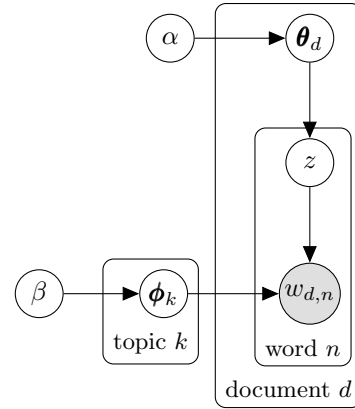 α
θ_d
z
β
ϕ_k
w_{d,n}
topic k
word n
document d